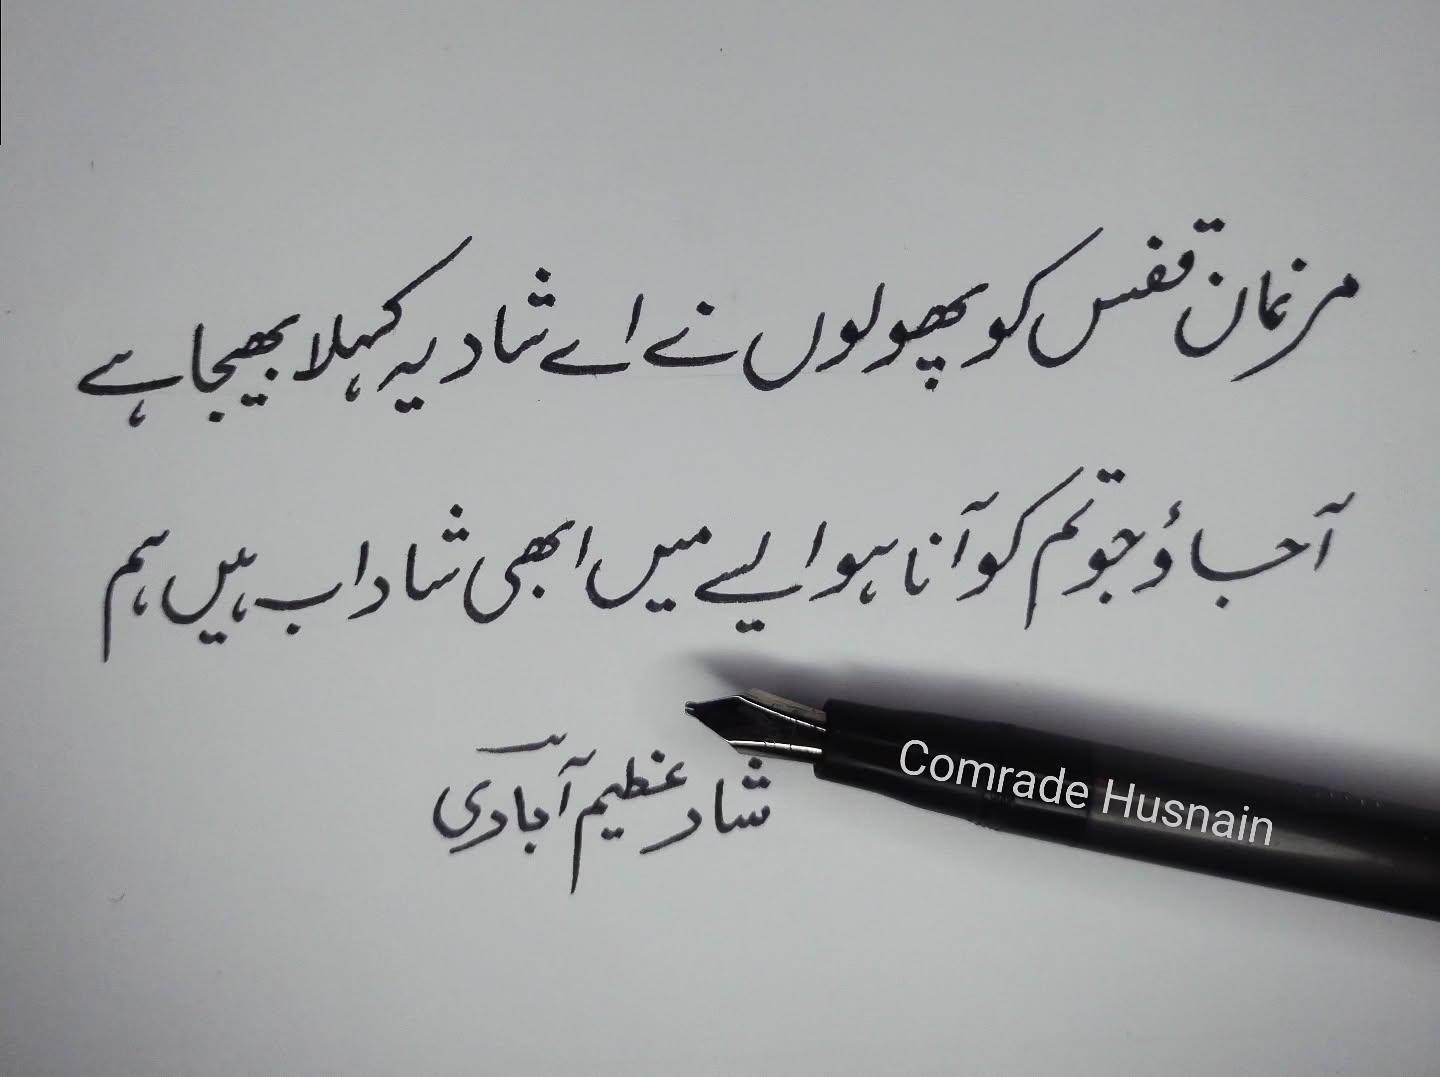 مرغان قفس کو پھولوں نے اے شاد یہ کہلا بھیجا ہے
آجاؤ جو تم کو آنا ہو ایسے میں ابھی شاداب ہیں ہم
شاد عظیم آبادی
Comrade Husnain